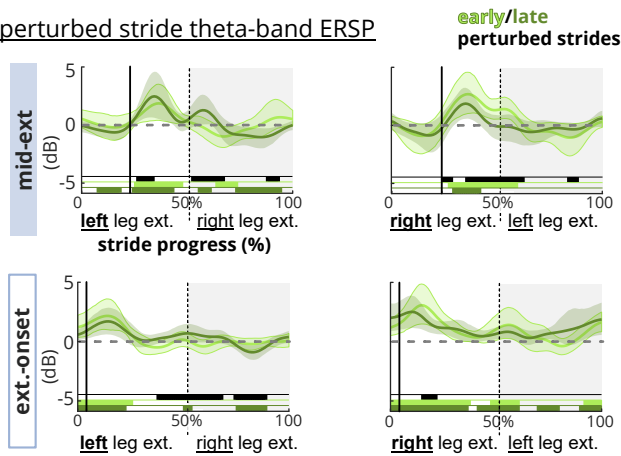 perturbed stride theta-band ERSP
early/late
perturbed strides
mid-ext
(dB)
5
0
-5
0 50% 100
left leg ext. right leg ext.
stride progress (%)
5
0
-5
0 50% 100
right leg ext. left leg ext.
ext.-onset
(dB)
5
0
-5
0 50% 100
left leg ext. right leg ext.
5
0
-5
0 50% 100
right leg ext. left leg ext.